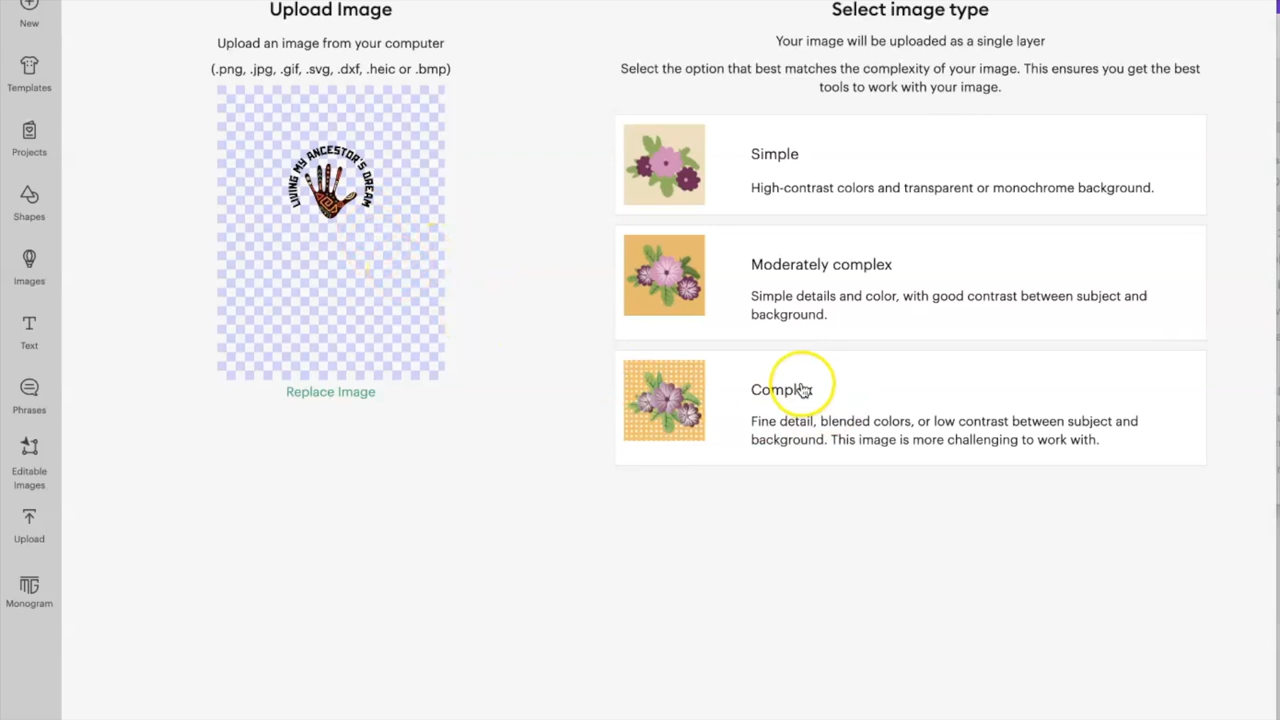 New
Templates
Projects
Shapes
Images
Text
Phrases
Editable
Images
Upload
Monogram
Upload Image
Upload an image from your computer
(.png, .jpg, .gif, .svg, .dxf, .heic or .bmp)
LIVING MY ANCESTOR'S DREAM
Replace Image
Select image type
Your image will be uploaded as a single layer
Select the option that best matches the complexity of your image. This ensures you get the best
tools to work with your image.
Simple
High-contrast colors and transparent or monochrome background.
Moderately complex
Simple details and color, with good contrast between subject and
background.
Complex
Fine detail, blended colors, or low contrast between subject and
background. This image is more challenging to work with.